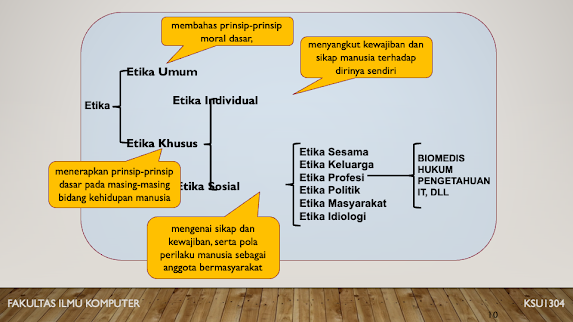 membahas prinsip-prinsip
moral dasar,
menyangkut kewajiban dan
sikap manusia terhadap
dirinya sendiri
Etika Umum
Etika Individual
Etika
Etika Khusus
menerapkan prinsip-prinsip
dasar pada masing-masing
bidang kehidupan manusia
Etika Sosial
Etika Sesama
Etika Keluarga
Etika Profesi
Etika Politik
Etika Masyarakat
Etika Idiologi
BIOMEDIS
HUKUM
PENGETAHUAN
IT, DLL
mengenai sikap dan
kewajiban, serta pola
perilaku manusia sebagai
anggota bermasyarakat
FAKULTAS ILMU KOMPUTER
KSU1304
10